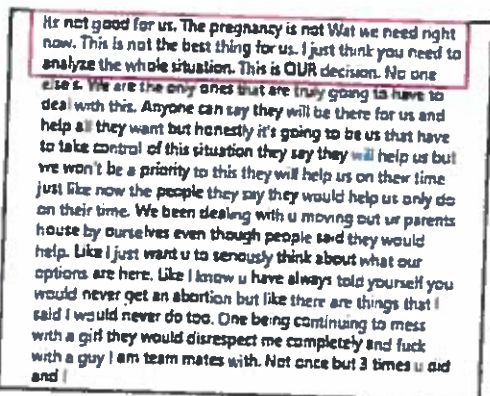 its not good for us. The pregnancy is not Wat we need right
now. This is not the best thing for us. I just think you need to
analyze the whole situation. This is OUR decision. No one
else's. We are the only ones that are truly going to have to
deal with this. Anyone can say they will be there for us and
help all they want but honestly it's going to be us that have
to take control of this situation they say they will help us but
we won't be a priority to this they will help us on their time
just like now the people they say they would help us only do
on their time. We been dealing with u moving out ur parents
house by ourselves even though people said they would
help. Like I just want u to seriously think about what our
options are here. Like I know u have always told yourself you
would never get an abortion but like there are things that I
said I would never do too. One being continuing to mess
with a girl they would disrespect me completely and fuck
with a guy I am team mates with. Not once but 3 times u did
and I